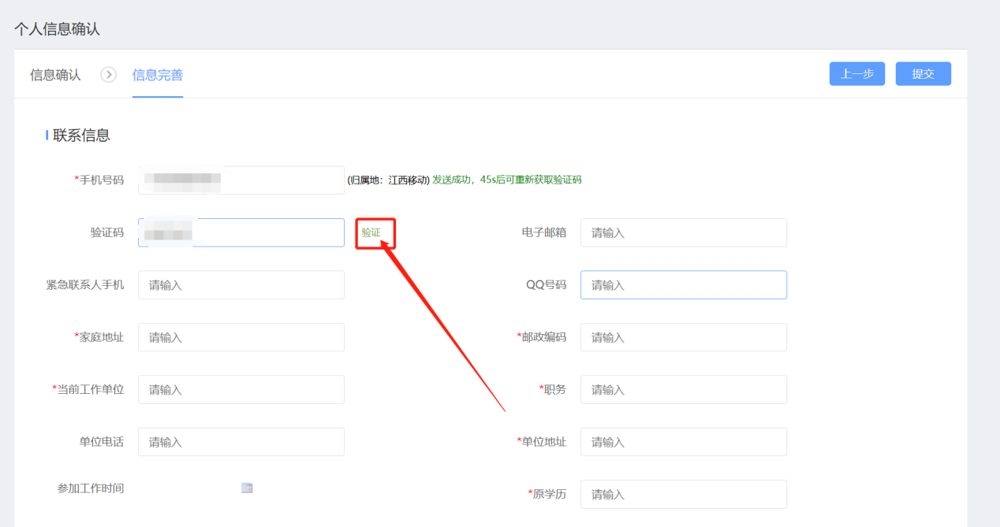 个人信息确认
信息确认 信息完善 上一步 提交
联系信息
*手机号码 (归属地：江西移动) 发送成功，45s后可重新获取验证码
验证码 验证 电子邮箱 请输入
紧急联系人手机 请输入 QQ号码 请输入
*家庭地址 请输入 *邮政编码 请输入
*当前工作单位 请输入 *职务 请输入
单位电话 请输入 *单位地址 请输入
参加工作时间 *原学历 请输入